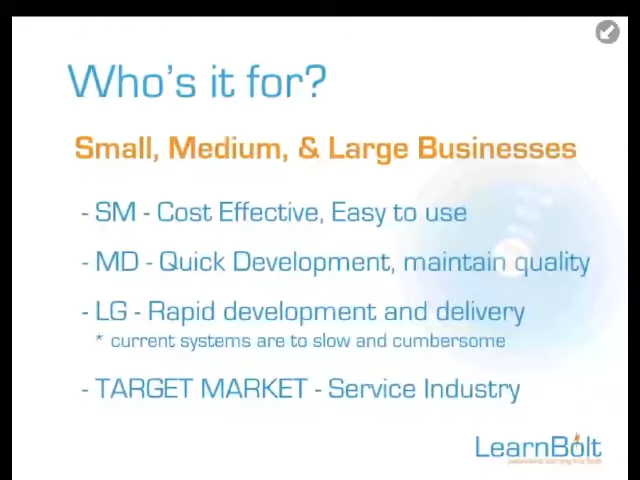 Who's it for?
Small, Medium, & Large Businesses
- SM - Cost Effective, Easy to use
- MD - Quick Development, maintain quality
- LG - Rapid development and delivery
* current systems are to slow and cumbersome
- TARGET MARKET - Service Industry
LearnBolt